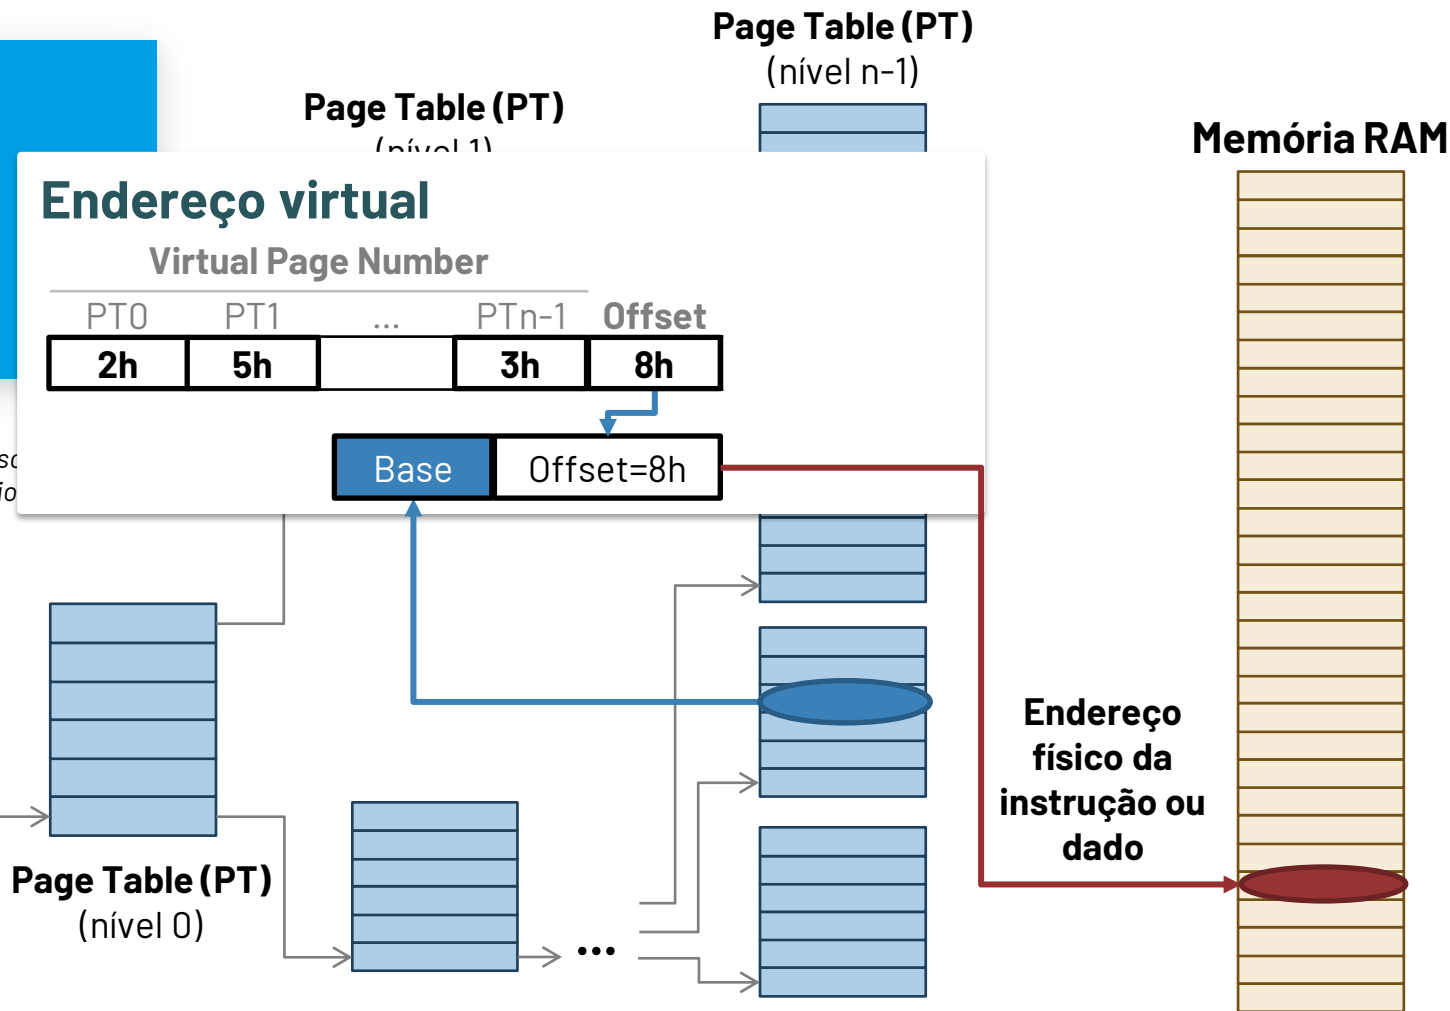 Page Table (PT)
(nível n-1)
Page Table (PT)
(nível 1)
Memória RAM
Endereço virtual
Virtual Page Number
PT0 PT1 ... PTn-1 Offset
2h 5h 3h 8h
Base Offset=8h
Endereço
físico da
instrução ou
dado
Page Table (PT)
(nível 0)
...